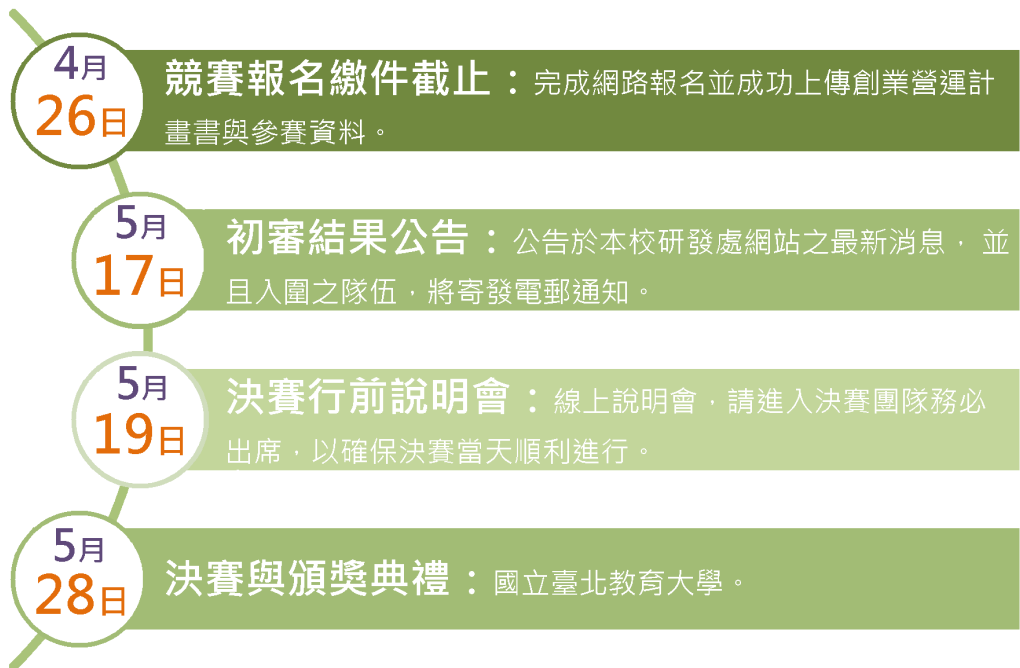 4月
26日
競賽報名繳件截止：完成網路報名並成功上傳創業營運計
畫書與參賽資料。
5月
17日
初審結果公告：公告於本校研發處網站之最新消息，並
且入圍之隊伍，將寄發電郵通知。
5月
19日
決賽行前說明會：線上說明會，請進入決賽團隊務必
出席，以確保決賽當天順利進行。
5月
28日
決賽與頒獎典禮：國立臺北教育大學。